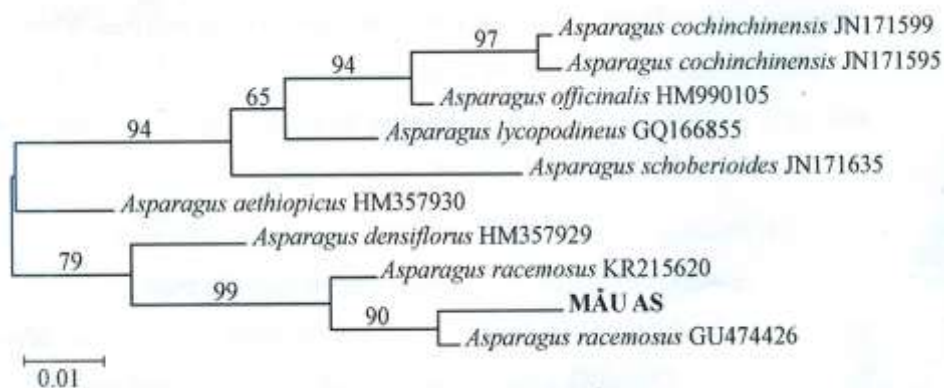 97
Asparagus cochinchinensis JN171599
94
Asparagus cochinchinensis JN171595
65
Asparagus officinalis HM990105
94
Asparagus lycopodineus GQ166855
Asparagus schoberioides JN171635
Asparagus aethiopicus HM357930
79
Asparagus densiflorus HM357929
99
Asparagus racemosus KR215620
90
MẪU AS
Asparagus racemosus GU474426
0.01